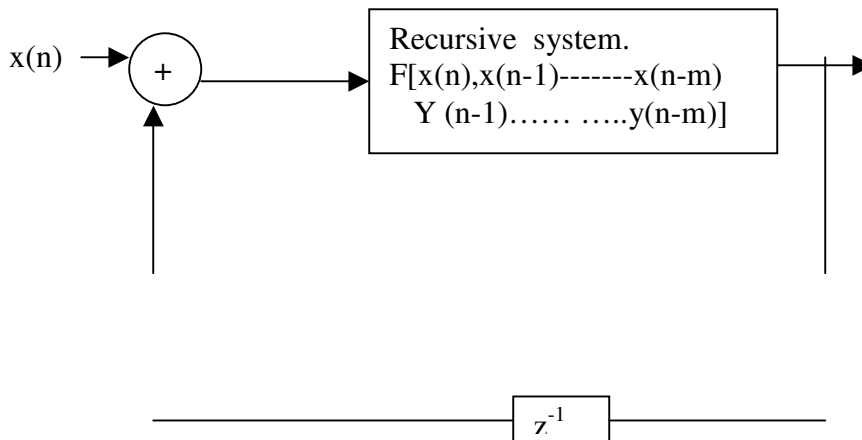 x(n)
+
Recursive system.
F[x(n),x(n-1)-------x(n-m)
Y (n-1)…… …..y(n-m)]
z⁻¹